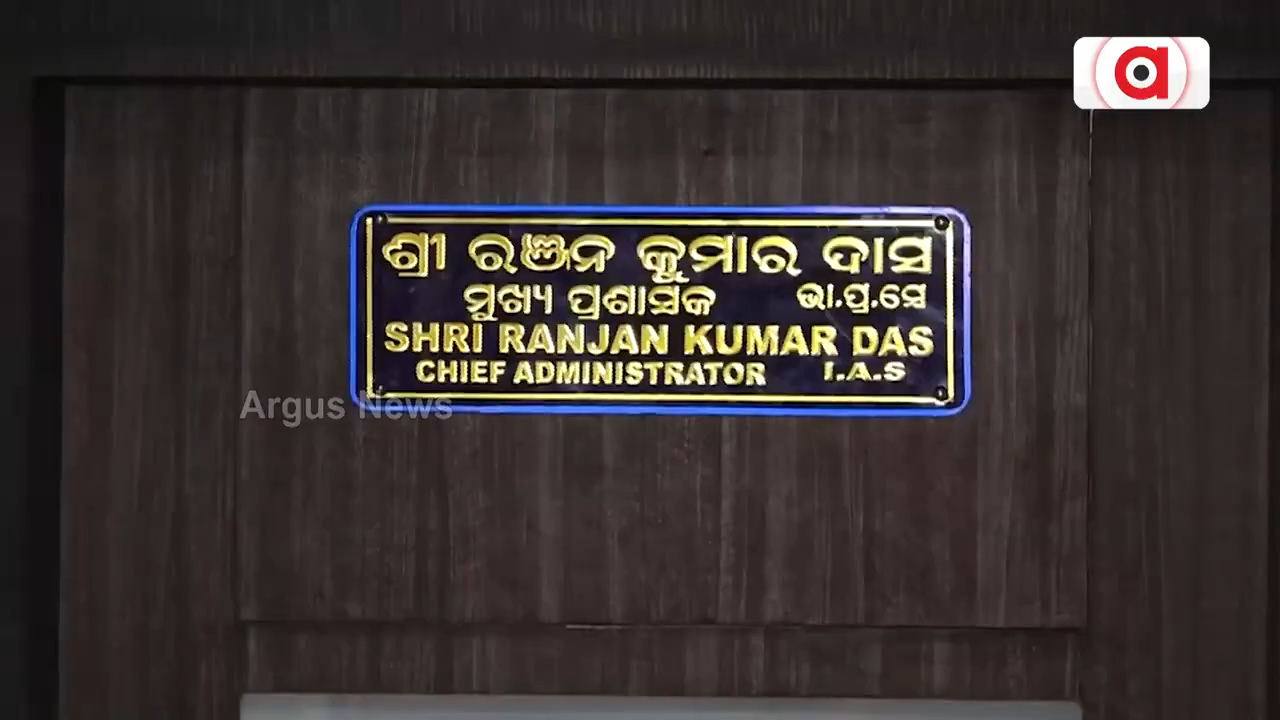 ଶ୍ରୀ ରଞ୍ଜନ କୁମାର ଦାସ
ମୁଖ୍ୟ ପ୍ରଶାସକ ଭା.ପ୍ର.ସେ
SHRI RANJAN KUMAR DAS
CHIEF ADMINISTRATOR I.A.S
Argus News
a